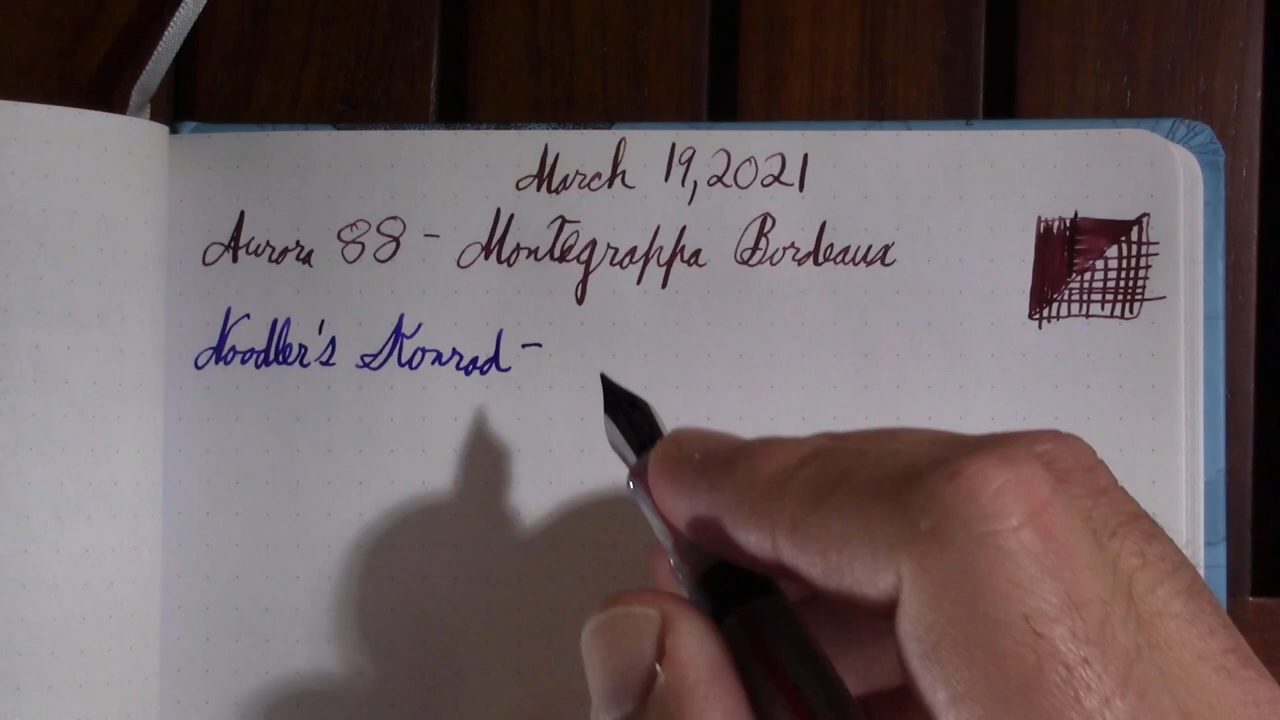 March 19, 2021
Aurora 88 - Montegrappa Bordeaux
Noodler's Konrad -